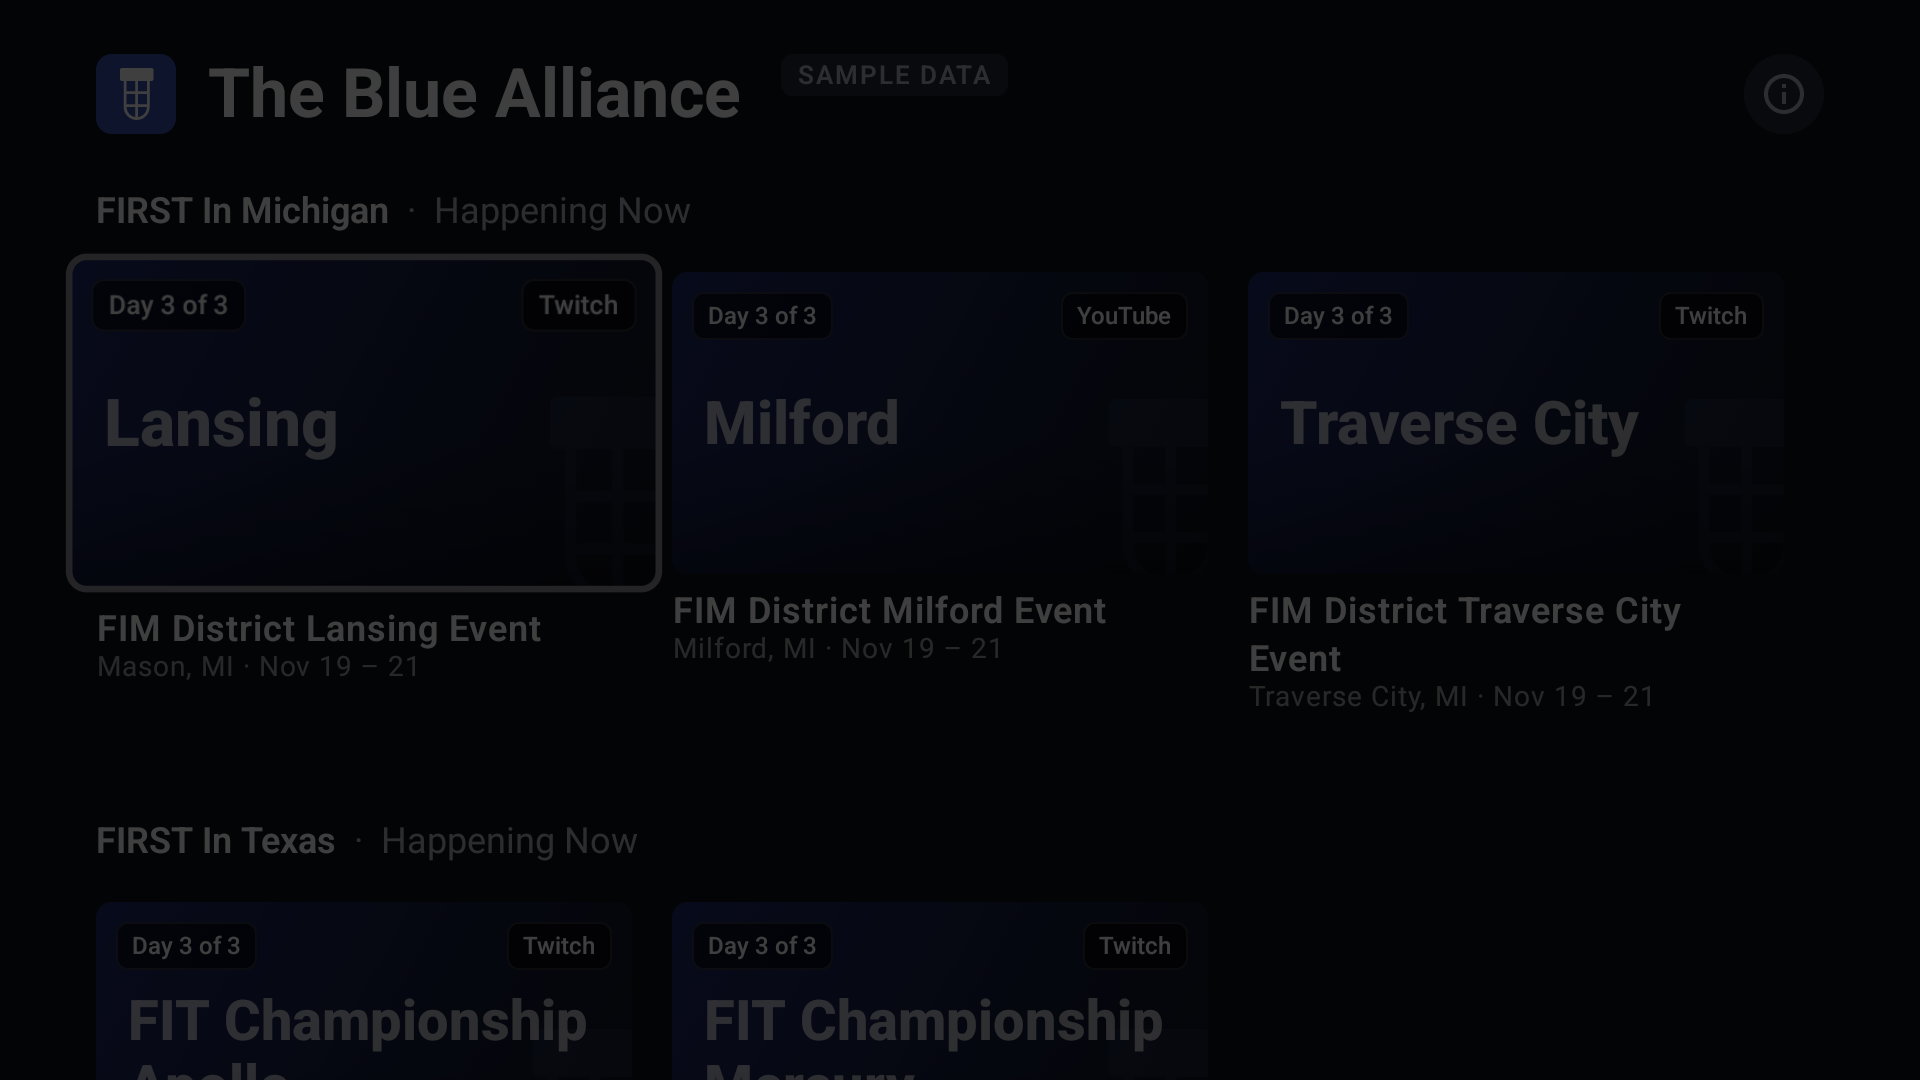 The Blue Alliance
SAMPLE DATA
FIRST In Michigan · Happening Now
Day 3 of 3
Twitch
Lansing
FIM District Lansing Event
Mason, MI · Nov 19 – 21
Day 3 of 3
YouTube
Milford
FIM District Milford Event
Milford, MI · Nov 19 – 21
Day 3 of 3
Twitch
Traverse City
FIM District Traverse City
Event
Traverse City, MI · Nov 19 – 21
FIRST In Texas · Happening Now
Day 3 of 3
Twitch
FIT Championship
Apollo
Day 3 of 3
Twitch
FIT Championship
Mercury